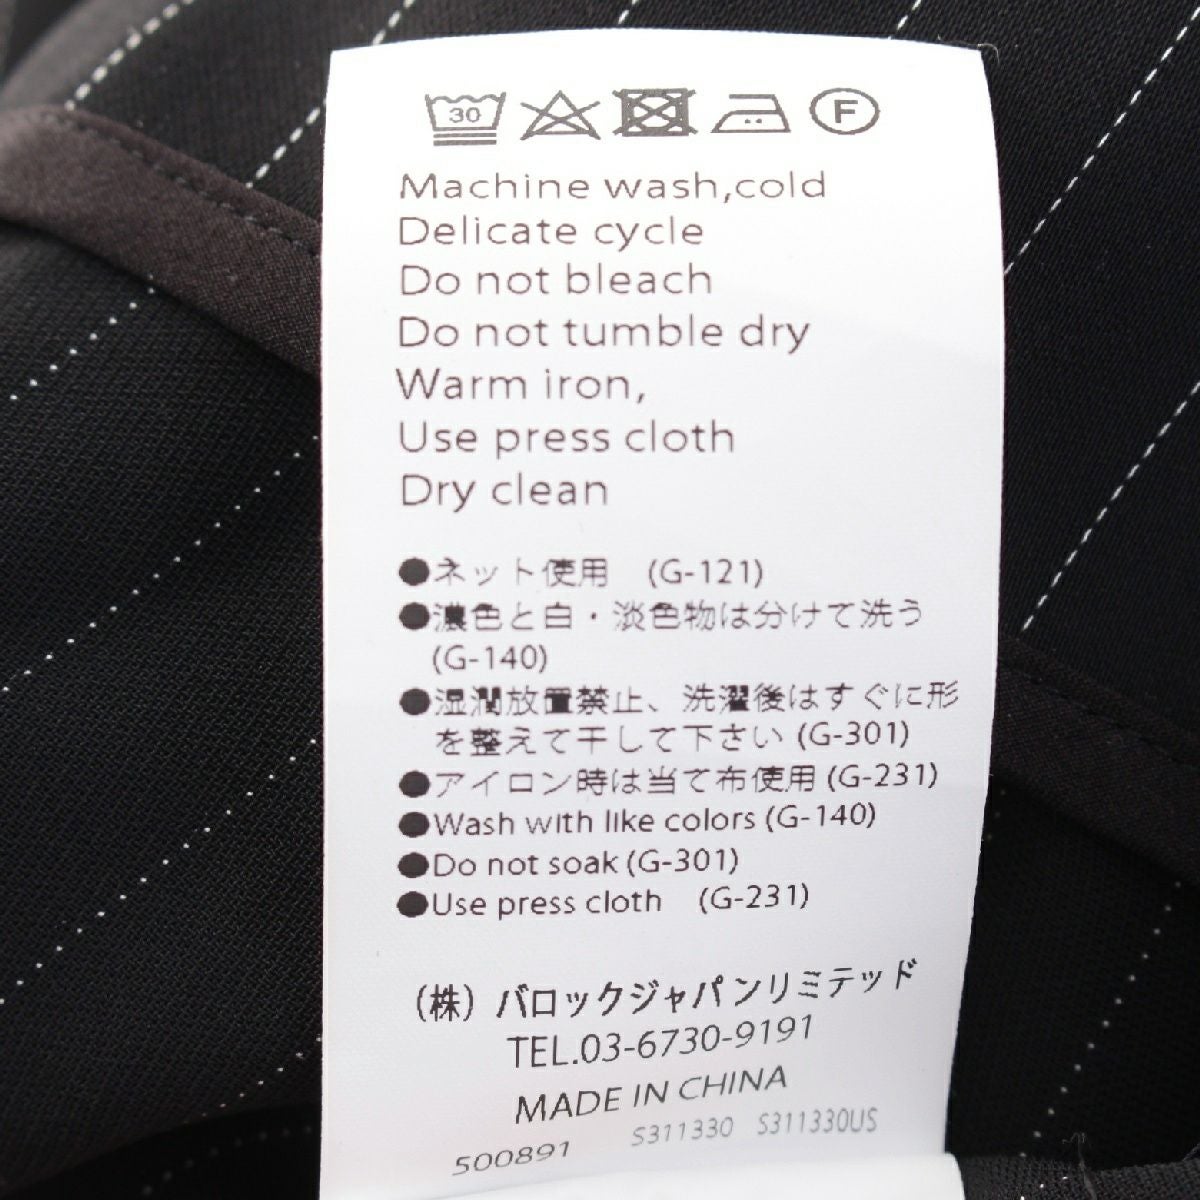 30 F
Machine wash,cold
Delicate cycle
Do not bleach
Do not tumble dry
Warm iron,
Use press cloth
Dry clean
●ネット使用 (G-121)
●濃色と白・淡色物は分けて洗う
(G-140)
●湿潤放置禁止、洗濯後はすぐに形
を整えて干して下さい (G-301)
●アイロン時は当て布使用 (G-231)
●Wash with like colors (G-140)
●Do not soak (G-301)
●Use press cloth (G-231)
(株) バロックジャパンリミテッド
TEL.03-6730-9191
MADE IN CHINA
500891 S311330 S311330US